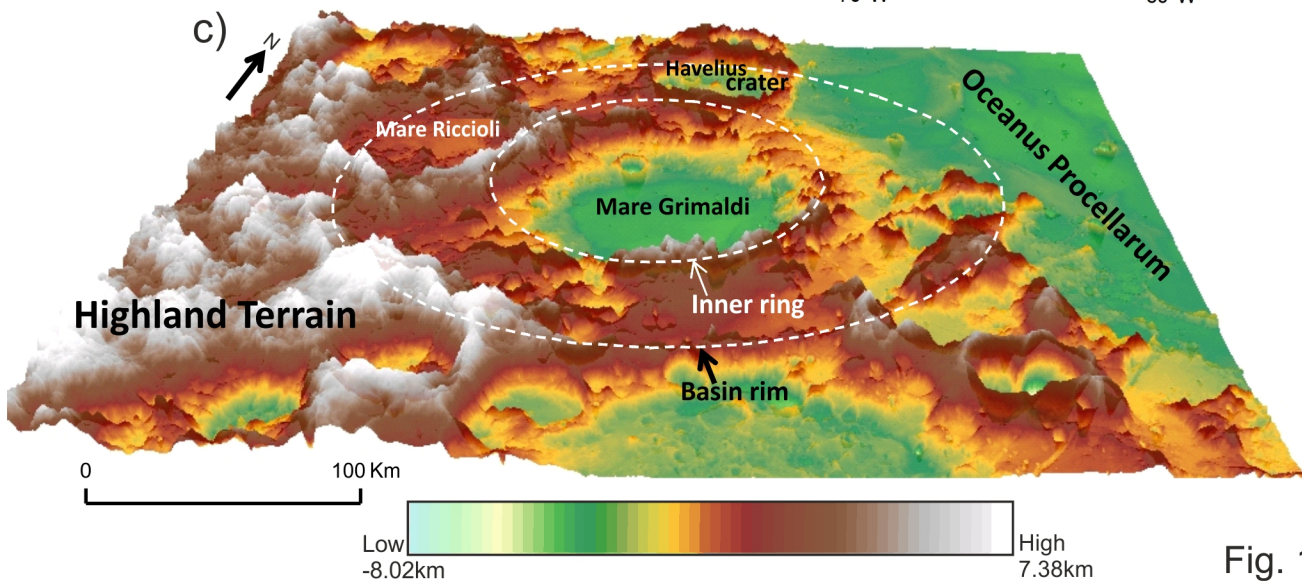 c)
N
Havelius
crater
Oceanus Procellarum
Mare Riccioli
Mare Grimaldi
Highland Terrain
Inner ring
Basin rim
0
100 Km
Low
-8.02km
High
7.38km
Fig.